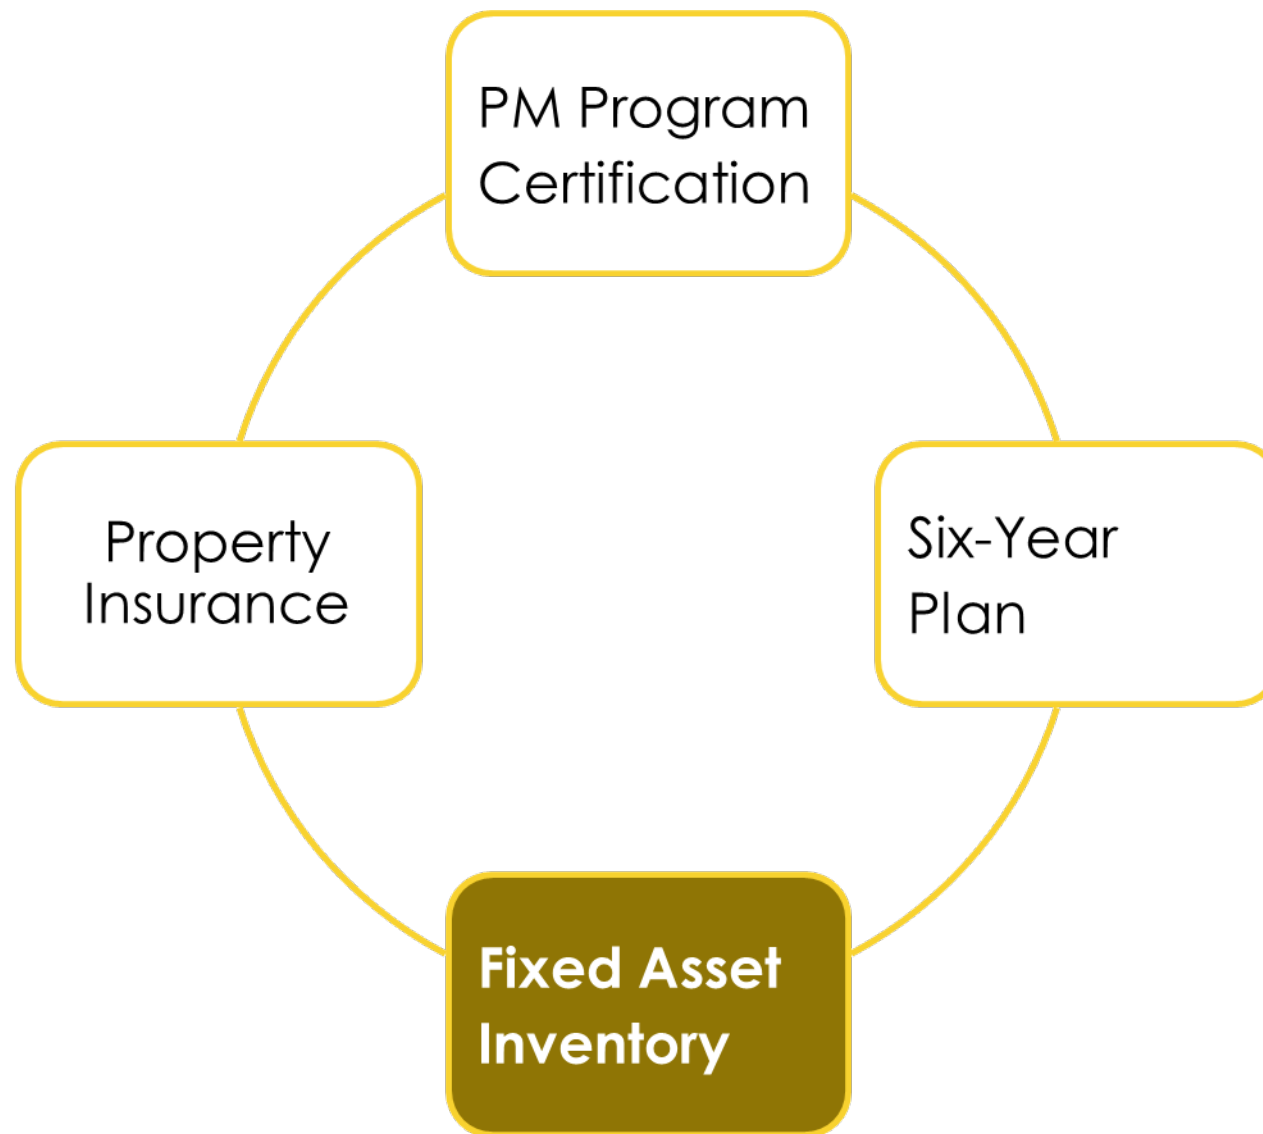 PM Program
Certification
Property
Insurance
Six-Year
Plan
Fixed Asset
Inventory